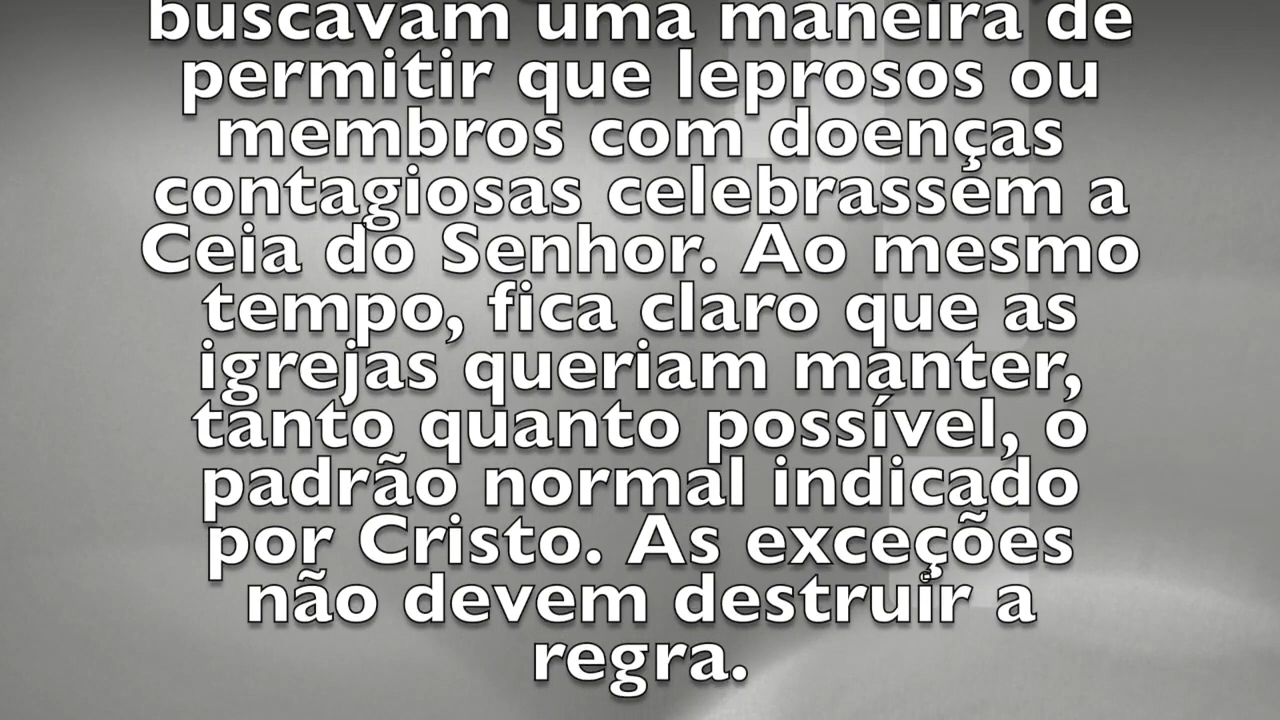 buscavam uma maneira de
permitir que leprosos ou
membros com doenças
contagiosas celebrassem a
Ceia do Senhor. Ao mesmo
tempo, fica claro que as
igrejas queriam manter,
tanto quanto possível, o
padrão normal indicado
por Cristo. As exceções
não devem destruir a
regra.